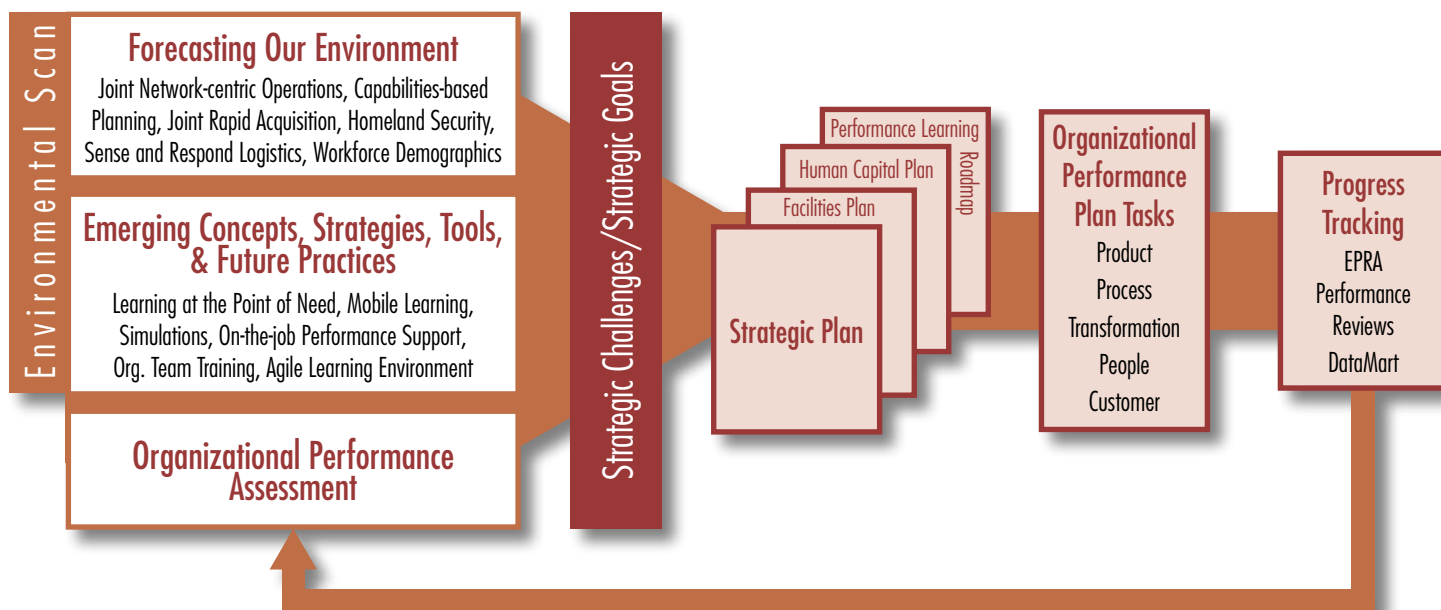 Environmental Scan
Forecasting Our Environment
Joint Network-centric Operations, Capabilities-based
Planning, Joint Rapid Acquisition, Homeland Security,
Sense and Respond Logistics, Workforce Demographics
Emerging Concepts, Strategies, Tools,
& Future Practices
Learning at the Point of Need, Mobile Learning,
Simulations, On-the-job Performance Support,
Org. Team Training, Agile Learning Environment
Organizational Performance
Assessment
Strategic Challenges/Strategic Goals
Performance Learning
Roadmap
Human Capital Plan
Facilities Plan
Strategic Plan
Organizational
Performance
Plan Tasks
Product
Process
Transformation
People
Customer
Progress
Tracking
EPRA
Performance
Reviews
DataMart